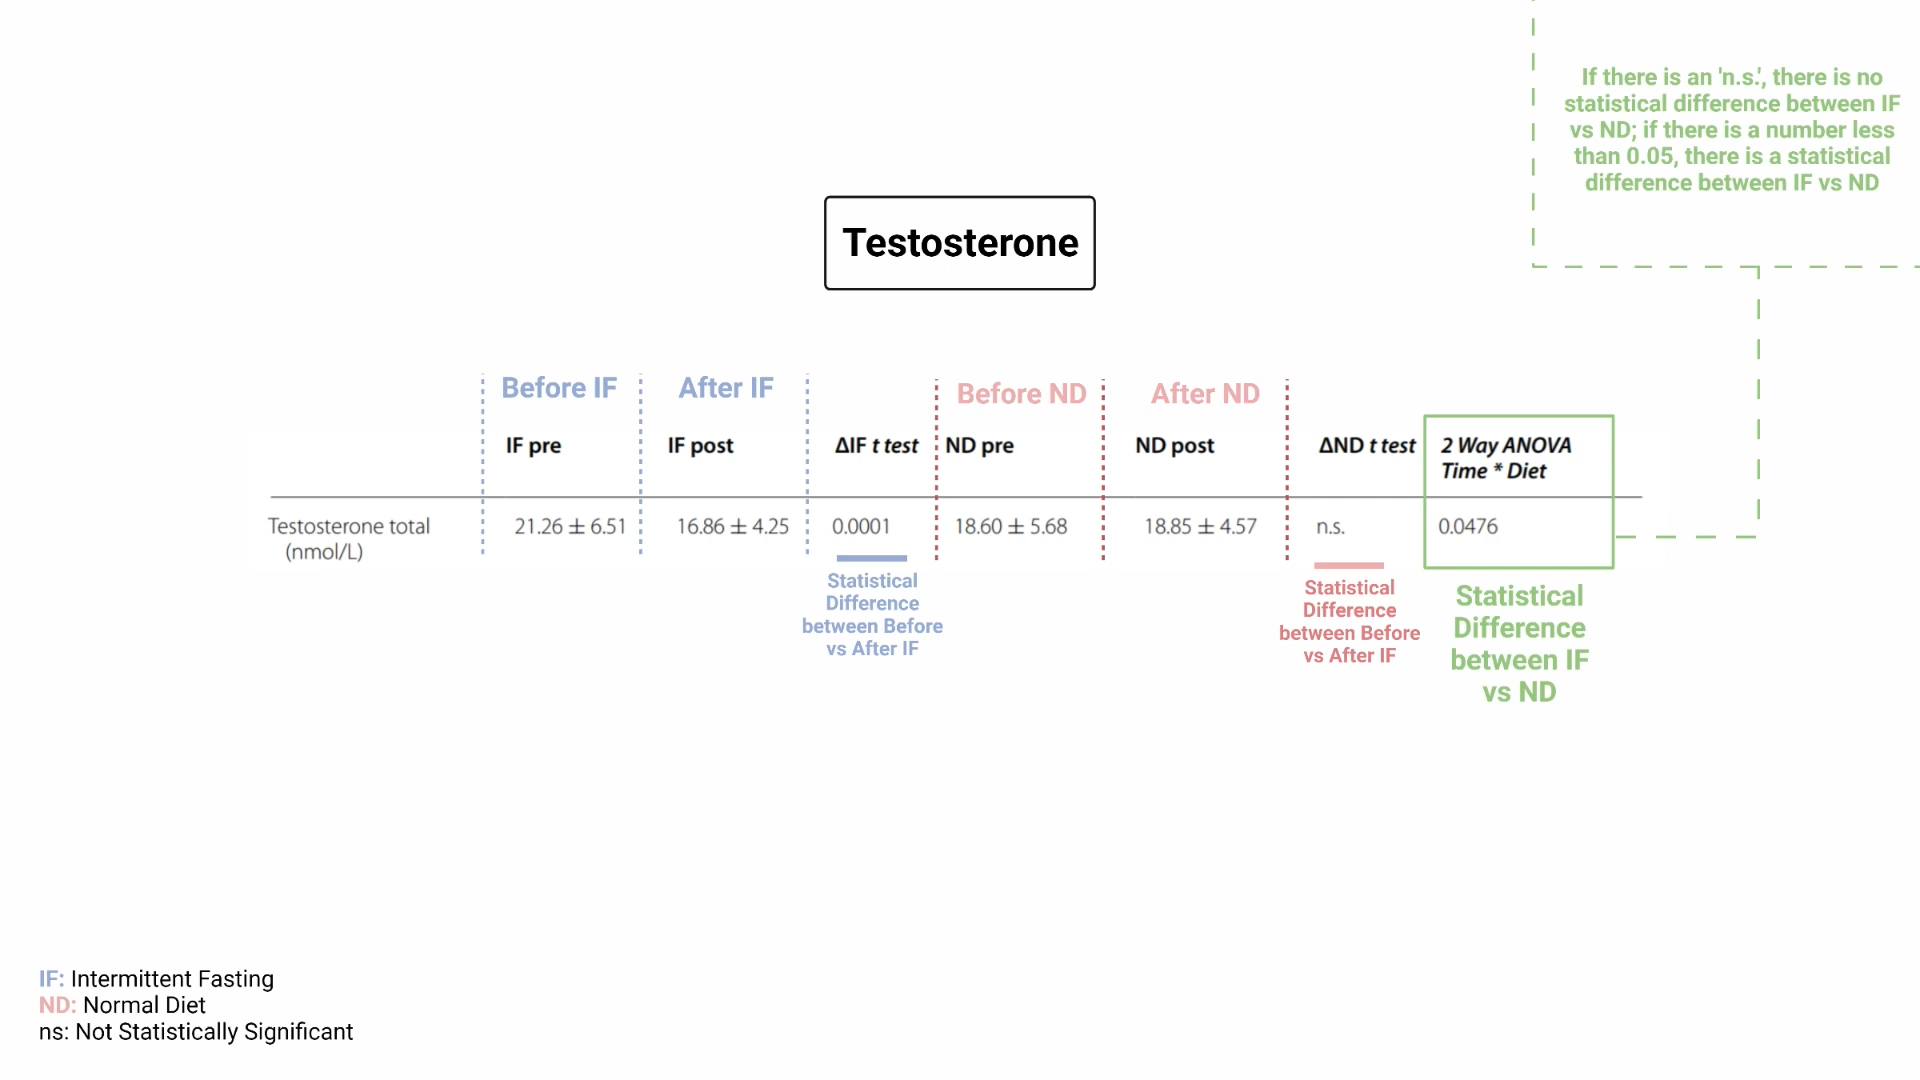 If there is an 'n.s.', there is no
statistical difference between IF
vs ND; if there is a number less
than 0.05, there is a statistical
difference between IF vs ND
Testosterone
Before IF After IF Before ND After ND
IF pre IF post ΔIF t test ND pre ND post ΔND t test 2 Way ANOVA
Time * Diet
Testosterone total 21.26 ± 6.51 16.86 ± 4.25 0.0001 18.60 ± 5.68 18.85 ± 4.57 n.s. 0.0476
(nmol/L)
Statistical
Difference
between Before
vs After IF
Statistical
Difference
between Before
vs After IF
Statistical
Difference
between IF
vs ND
IF: Intermittent Fasting
ND: Normal Diet
ns: Not Statistically Significant